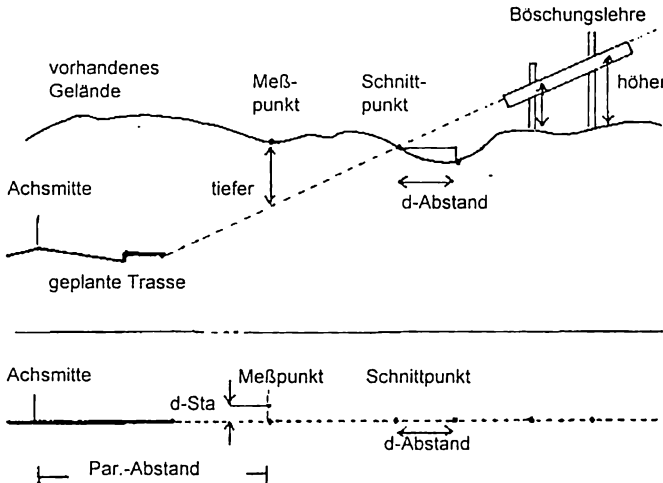 Böschungslehre
vorhandenes
Gelände
Meß-
punkt
Schnitt-
punkt
höher
Achsmitte
tiefer
d-Abstand
geplante Trasse
Achsmitte
d-Sta
Meßpunkt
Schnittpunkt
d-Abstand
Par.-Abstand